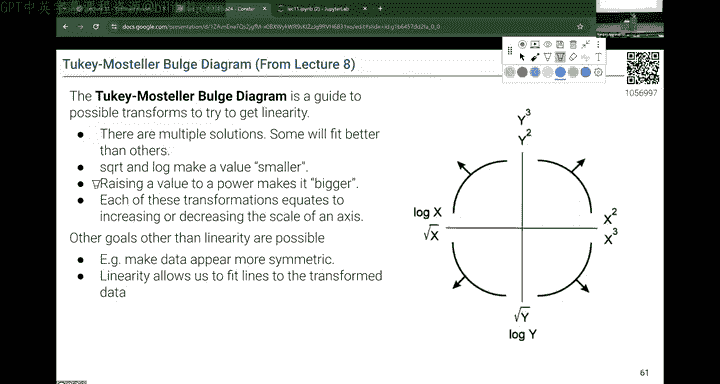 Tukey-Mosteller Bulge Diagram (From Lecture 8)
1056997
The Tukey-Mosteller Bulge Diagram is a guide to
possible transforms to try to get linearity.
● There are multiple solutions. Some will fit better
than others.
● sqrt and log make a value “smaller”.
● Raising a value to a power makes it “bigger”.
● Each of these transformations equates to
increasing or decreasing the scale of an axis.
Other goals other than linearity are possible
● E.g. make data appear more symmetric.
● Linearity allows us to fit lines to the transformed
data
Y³
Y²
log X
√X
X²
X³
√Y
log Y
61